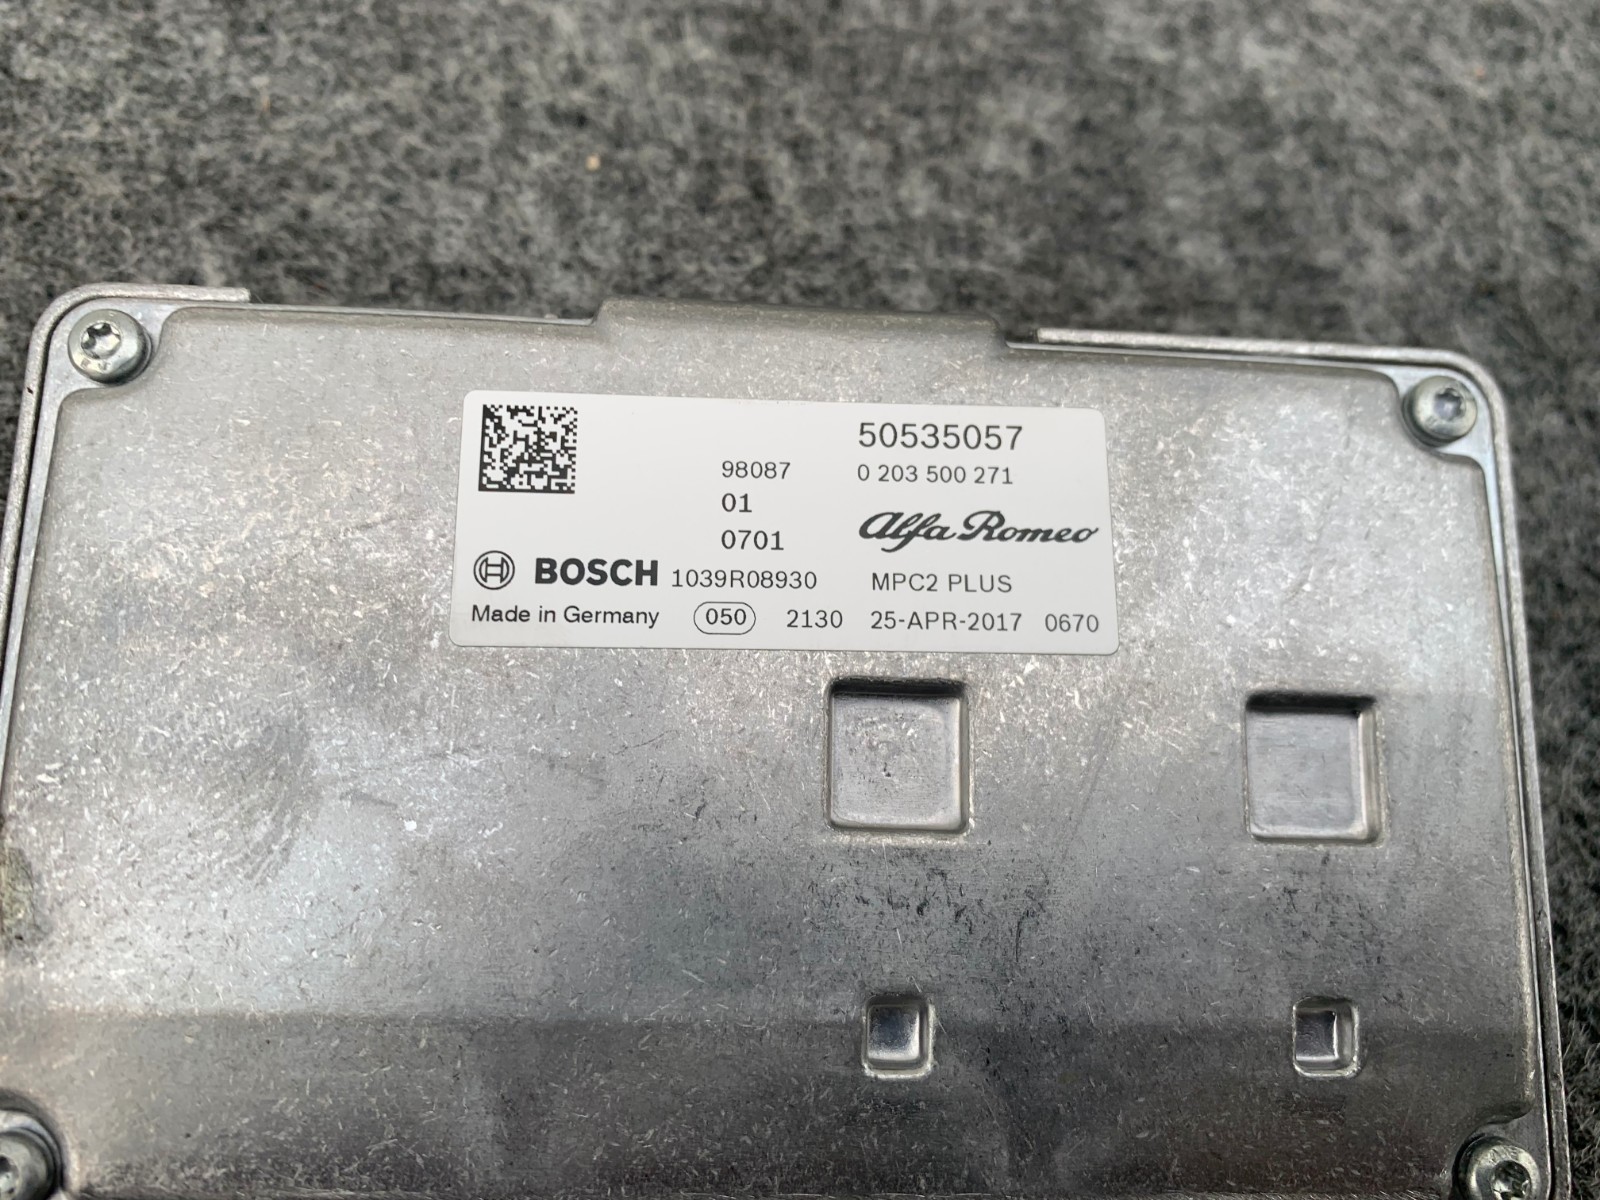 50535057
98087 0 203 500 271
01
0701 Alfa Romeo
BOSCH 1039R08930 MPC2 PLUS
Made in Germany 050 2130 25-APR-2017 0670